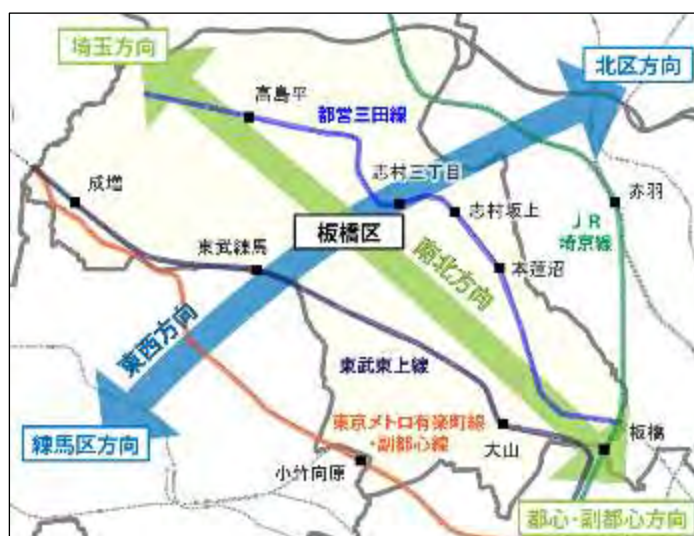 埼玉方向
北区方向
高島平
都営三田線
志村三丁目
成増
志村坂上
赤羽
JR
埼京線
板橋区
東武練馬
本蓮沼
南北方向
東西方向
東武東上線
東京メトロ有楽町線
・副都心線
大山
板橋
練馬区方向
小竹向原
都心・副都心方向